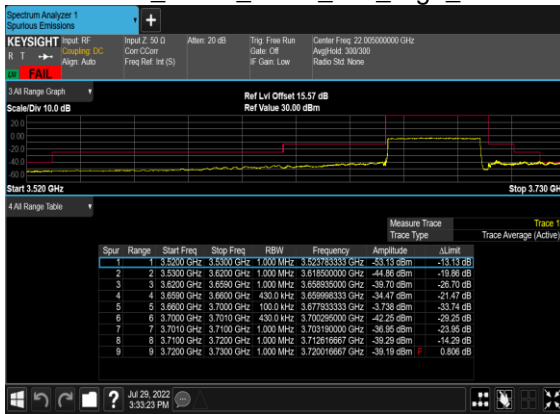 Spectrum Analyzer 1
Spurious Emissions
KEYSIGHT Input: RF Input Z: 50 Ω Atten: 20 dB Trig: Free Run Center Freq: 22.005000000 GHz
R T Coupling: DC Corr CCorr Gate: Off Avg|Hold: 300/300
Align: Auto Freq Ref: Int (S) IF Gain: Low Radio Std: None
FAIL
3 All Range Graph
Ref Lvl Offset 15.57 dB
Scale/Div 10.0 dB Ref Value 30.00 dBm
20.0
0.00
-20.0
-40.0
-60.0
Start 3.520 GHz Stop 3.730 GH
4 All Range Table
Measure Trace Trace 1
Trace Type Trace Average (Active)
Spur Range Start Freq Stop Freq RBW Frequency Amplitude ΔLimit
1 1 3.5200 GHz 3.5300 GHz 1.000 MHz 3.523783333 GHz -53.13 dBm -13.13 dB
2 2 3.5300 GHz 3.6200 GHz 1.000 MHz 3.618500000 GHz -44.86 dBm -19.86 dB
3 3 3.6200 GHz 3.6590 GHz 1.000 MHz 3.658935000 GHz -39.70 dBm -26.70 dB
4 4 3.6590 GHz 3.6600 GHz 430.0 kHz 3.659998333 GHz -34.47 dBm -21.47 dB
5 5 3.6600 GHz 3.7000 GHz 100.0 kHz 3.677933333 GHz -3.738 dBm -33.74 dB
6 6 3.7000 GHz 3.7010 GHz 430.0 kHz 3.700295000 GHz -42.25 dBm -29.25 dB
7 7 3.7010 GHz 3.7100 GHz 1.000 MHz 3.703190000 GHz -36.95 dBm -23.95 dB
8 8 3.7100 GHz 3.7200 GHz 1.000 MHz 3.712616667 GHz -39.29 dBm -14.29 dB
9 9 3.7200 GHz 3.7300 GHz 1.000 MHz 3.720016667 GHz -39.19 dBm F 0.806 dB
Jul 29, 2022
3:33:23 PM